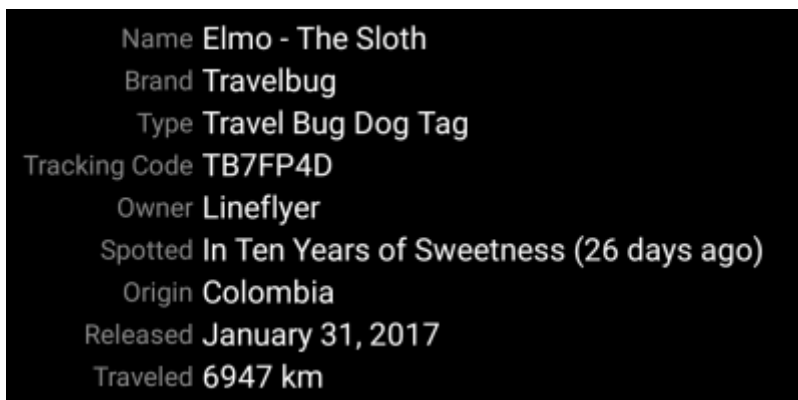 Name Elmo - The Sloth
Brand Travelbug
Type Travel Bug Dog Tag
Tracking Code TB7FP4D
Owner Lineflyer
Spotted In Ten Years of Sweetness (26 days ago)
Origin Colombia
Released January 31, 2017
Traveled 6947 km